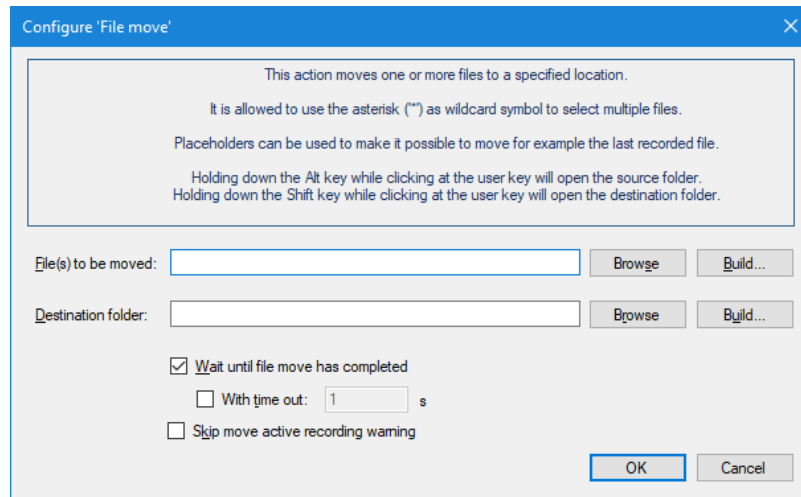 Configure 'File move'
This action moves one or more files to a specified location.
It is allowed to use the asterisk ('*') as wildcard symbol to select multiple files.
Placeholders can be used to make it possible to move for example the last recorded file.
Holding down the Alt key while clicking at the user key will open the source folder.
Holding down the Shift key while clicking at the user key will open the destination folder.
File(s) to be moved: Browse Build...
Destination folder: Browse Build...
Wait until file move has completed
With time out: 1 s
Skip move active recording warning
OK Cancel